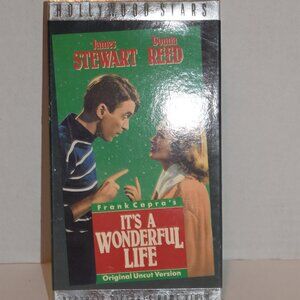 HOLLYWOOD STARS
James Donna
STEWART REED
Frank Capra's
IT'S A
WONDERFUL
LIFE
Original Uncut Version